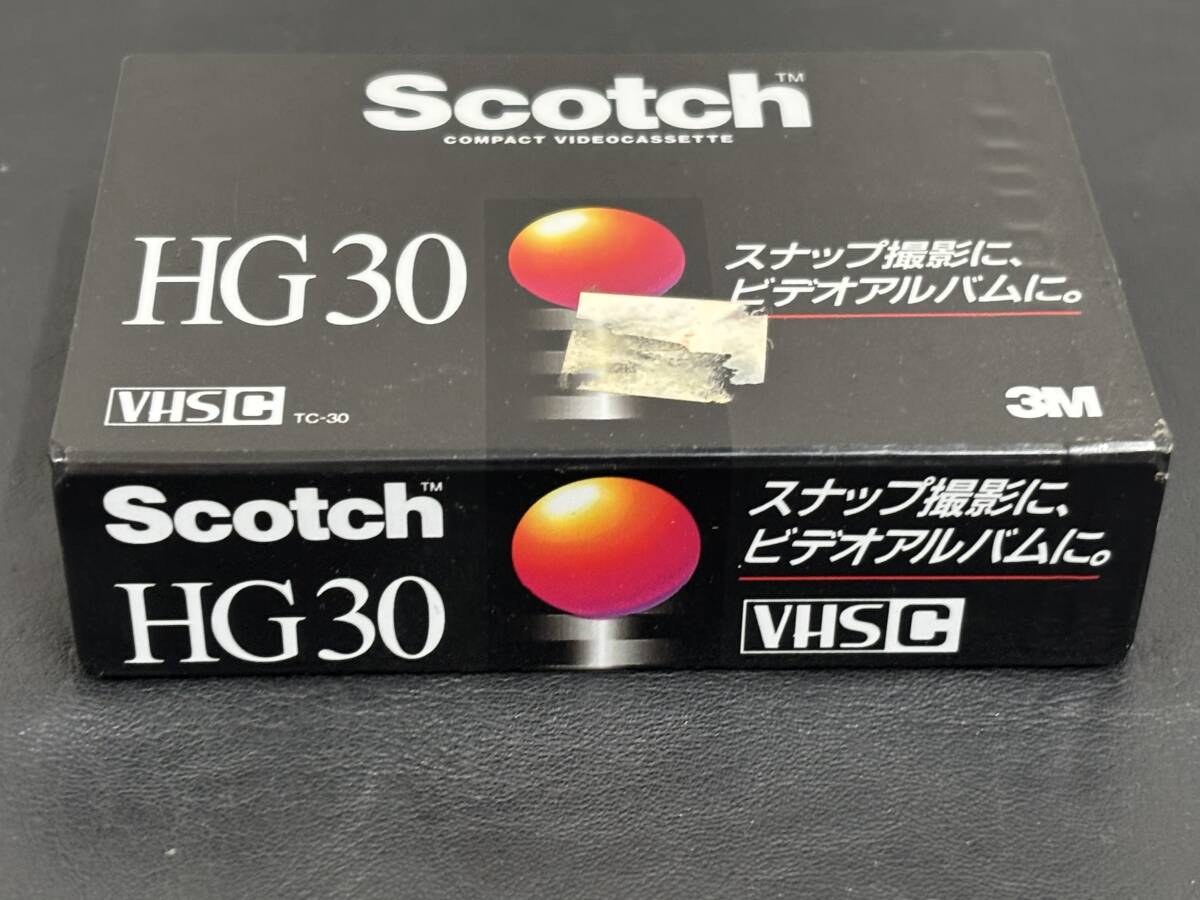 Scotch™
COMPACT VIDEOCASSETTE
HG30
スナップ撮影に、
ビデオアルバムに。
VHS C TC-30
3M
Scotch™
HG30
スナップ撮影に、
ビデオアルバムに。
VHS C